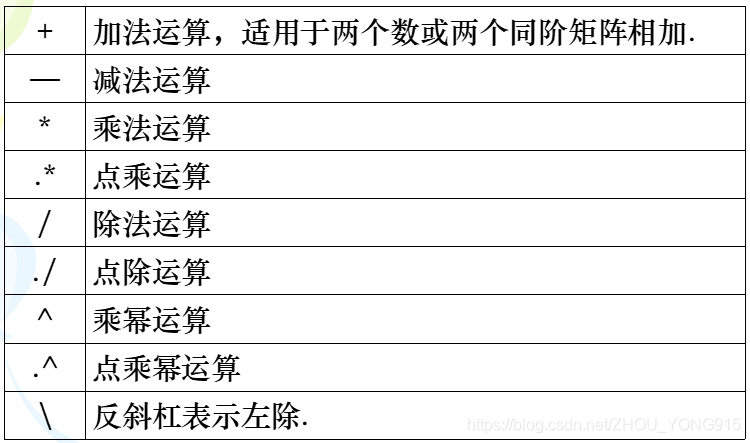 + 加法运算，适用于两个数或两个同阶矩阵相加.
— 减法运算
* 乘法运算
.* 点乘运算
/ 除法运算
./ 点除运算
^ 乘幂运算
.^ 点乘幂运算
\ 反斜杠表示左除.
https://blog.csdn.net/ZHOU_YONG915